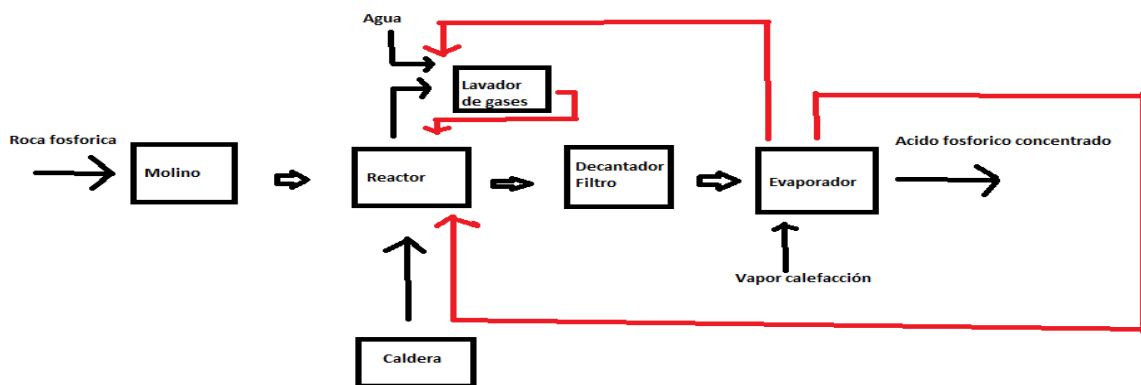 Agua
Lavador
de gases
Roca fosforica
Molino
Reactor
Decantador
Filtro
Evaporador
Acido fosforico concentrado
Vapor calefacción
Caldera